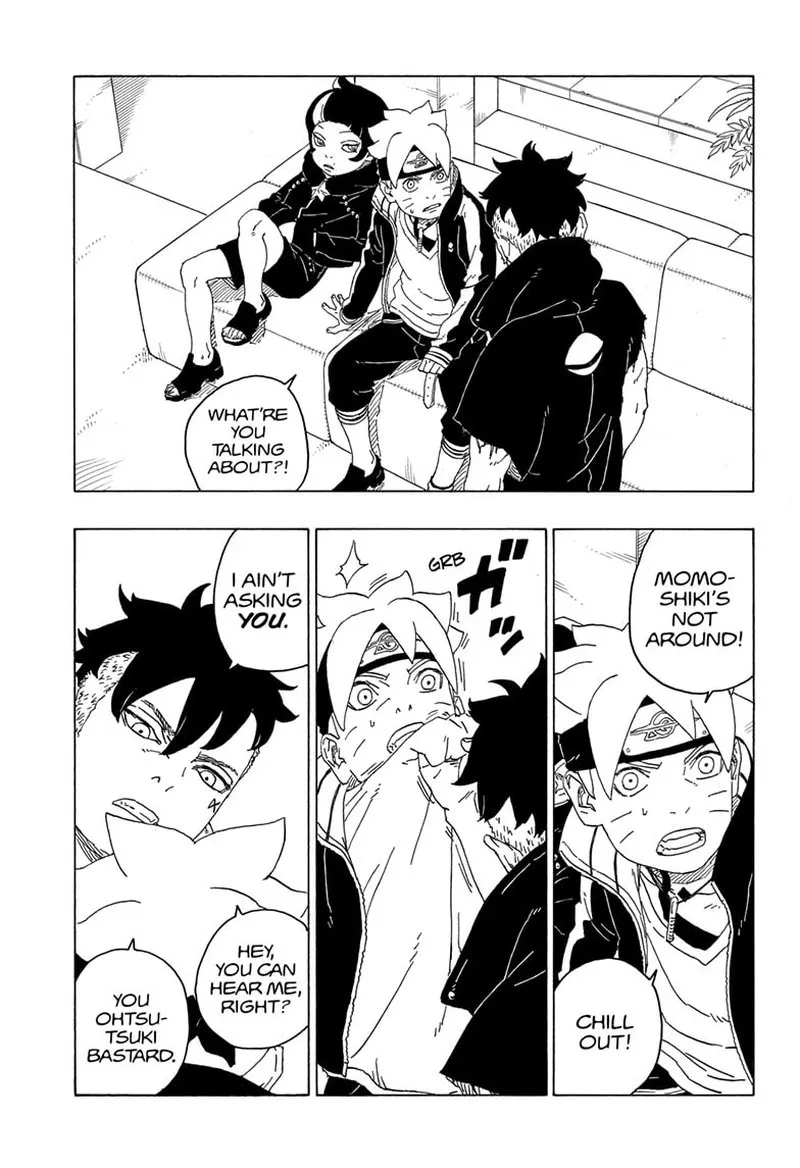 WHAT'RE
YOU
TALKING
ABOUT?!
MOMO-
SHIKI'S
NOT
AROUND!
CHILL
OUT!
GRB
ガッ
I AIN'T
ASKING
YOU.
HEY,
YOU CAN
HEAR ME,
RIGHT?
YOU
OHTSU-
TSUKI
BASTARD.